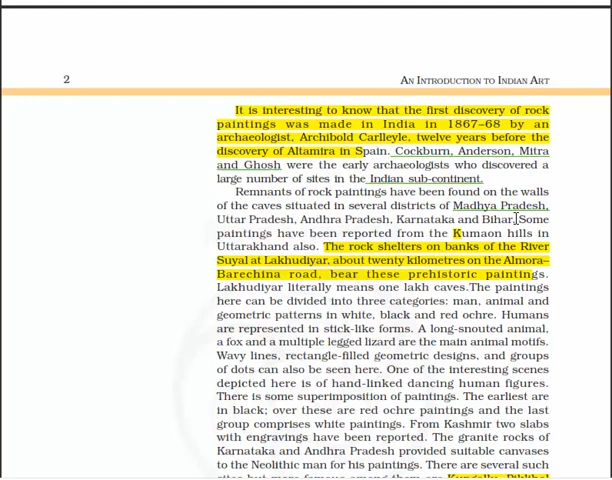 2
AN INTRODUCTION TO INDIAN ART
It is interesting to know that the first discovery of rock
paintings was made in India in 1867–68 by an
archaeologist, Archibold Carlleyle, twelve years before the
discovery of Altamira in Spain. Cockburn, Anderson, Mitra
and Ghosh were the early archaeologists who discovered a
large number of sites in the Indian sub-continent.
Remnants of rock paintings have been found on the walls
of the caves situated in several districts of Madhya Pradesh,
Uttar Pradesh, Andhra Pradesh, Karnataka and Bihar. Some
paintings have been reported from the Kumaon hills in
Uttarakhand also. The rock shelters on banks of the River
Suyal at Lakhudiyar, about twenty kilometres on the Almora–
Barechina road, bear these prehistoric paintings.
Lakhudiyar literally means one lakh caves.The paintings
here can be divided into three categories: man, animal and
geometric patterns in white, black and red ochre. Humans
are represented in stick-like forms. A long-snouted animal,
a fox and a multiple legged lizard are the main animal motifs.
Wavy lines, rectangle-filled geometric designs, and groups
of dots can also be seen here. One of the interesting scenes
depicted here is of hand-linked dancing human figures.
There is some superimposition of paintings. The earliest are
in black; over these are red ochre paintings and the last
group comprises white paintings. From Kashmir two slabs
with engravings have been reported. The granite rocks of
Karnataka and Andhra Pradesh provided suitable canvases
to the Neolithic man for his paintings. There are several such
sites but more famous among them are Kupgallu, Piklihal